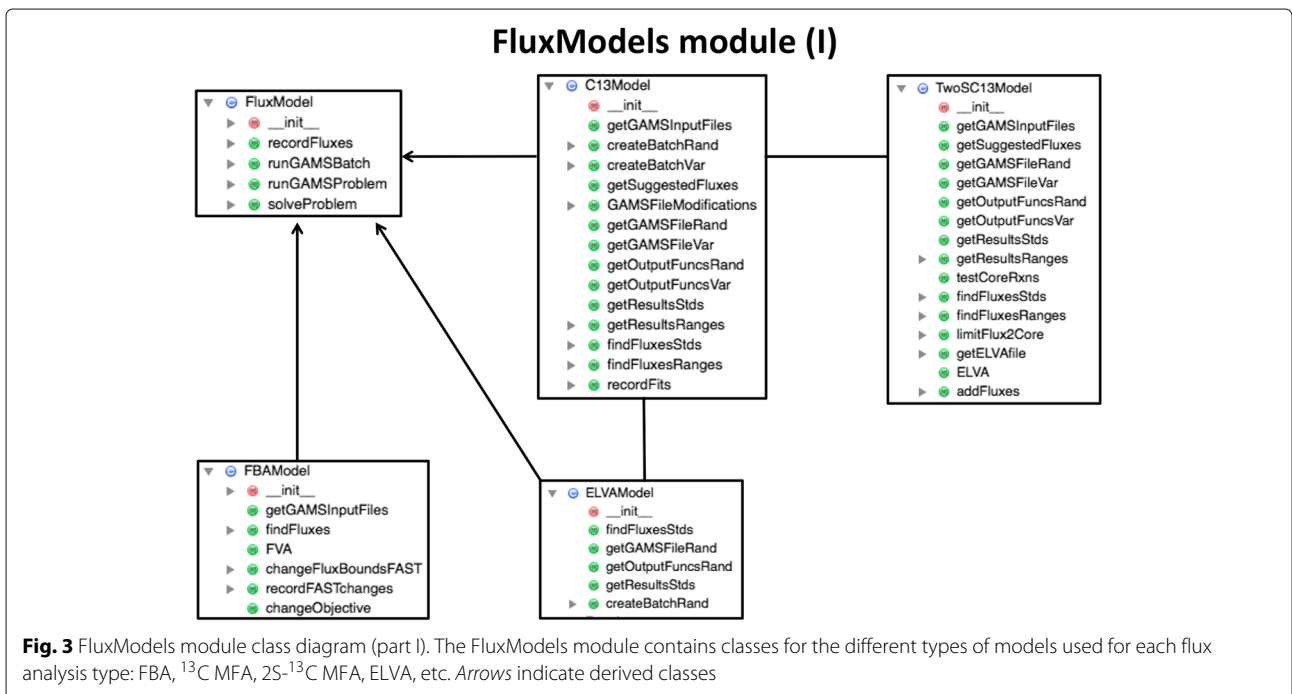 FluxModels module (I)
FluxModel
__init__
recordFluxes
runGAMSBatch
runGAMSProblem
solveProblem
C13Model
__init__
getGAMSInputFiles
createBatchRand
createBatchVar
getSuggestedFluxes
GAMSFileModifications
getGAMSFileRand
getGAMSFileVar
getOutputFuncsRand
getOutputFuncsVar
getResultsStds
getResultsRanges
findFluxesStds
findFluxesRanges
recordFits
TwoSC13Model
__init__
getGAMSInputFiles
getSuggestedFluxes
getGAMSFileRand
getGAMSFileVar
getOutputFuncsRand
getOutputFuncsVar
getResultsStds
getResultsRanges
testCoreRxns
findFluxesStds
findFluxesRanges
limitFlux2Core
getELVAfile
ELVA
addFluxes
FBAModel
__init__
getGAMSInputFiles
findFluxes
FVA
changeFluxBoundsFAST
recordFASTchanges
changeObjective
ELVAModel
__init__
findFluxesStds
getGAMSFileRand
getOutputFuncsRand
getResultsStds
createBatchRand
Fig. 3 FluxModels module class diagram (part I). The FluxModels module contains classes for the different types of models used for each flux
analysis type: FBA, ¹³C MFA, 2S-¹³C MFA, ELVA, etc. Arrows indicate derived classes